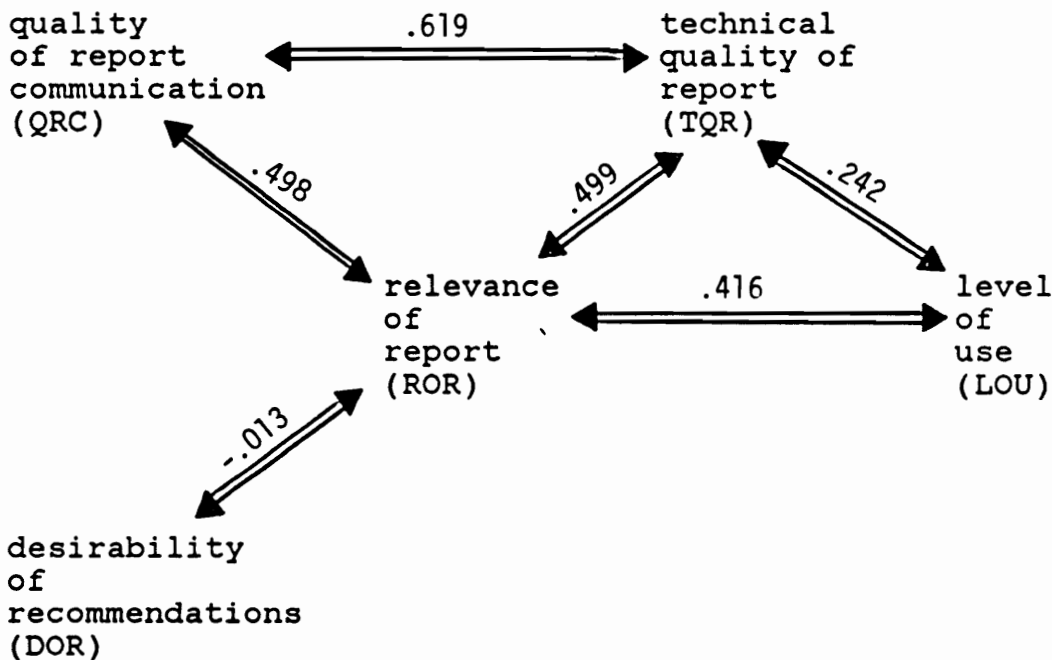 quality
of report
communication
(QRC)
.619
technical
quality of
report
(TQR)
.498
.499
.242
relevance
of
report
(ROR)
.416
level
of
use
(LOU)
-.013
desirability
of
recommendations
(DOR)